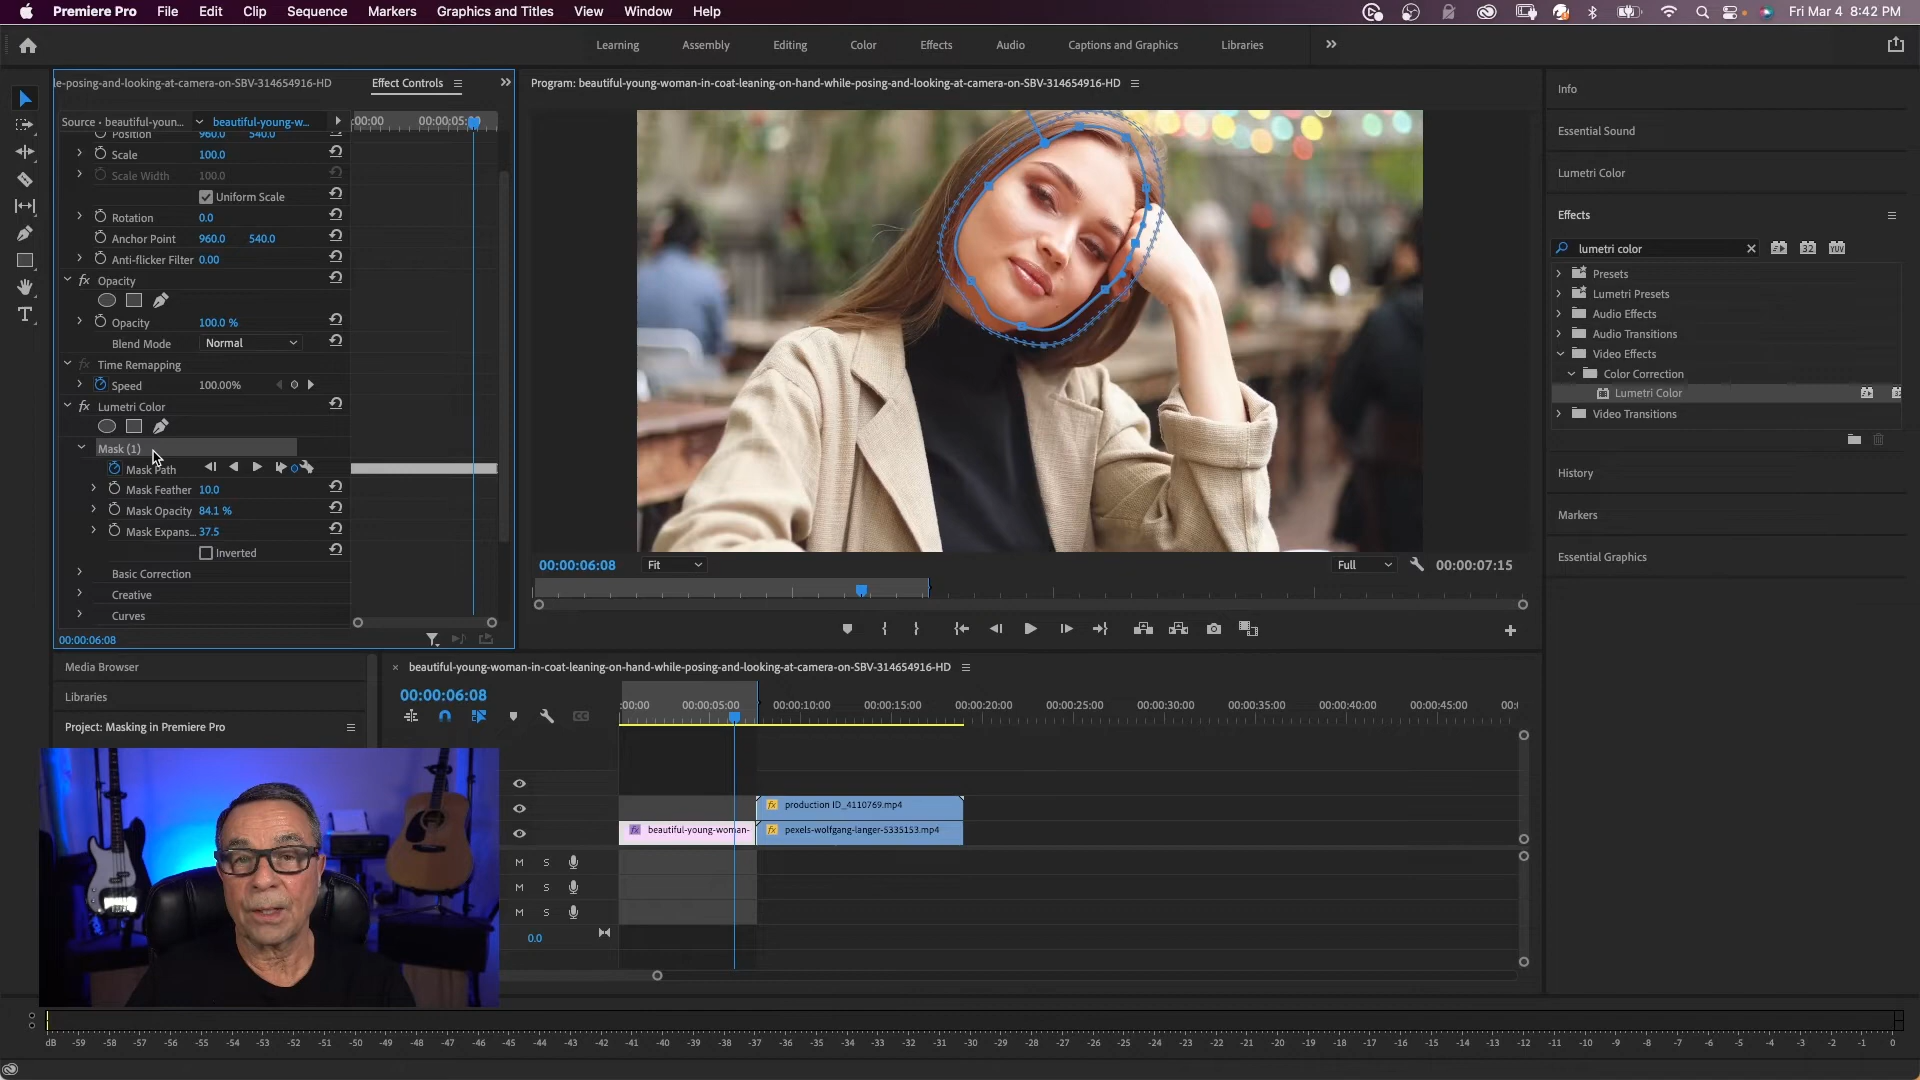 Premiere Pro File Edit Clip Sequence Markers Graphics and Titles View Window Help Fri Mar 4 8:42 PM
Learning Assembly Editing Color Effects Audio Captions and Graphics Libraries
le-posing-and-looking-at-camera-on-SBV-314654916-HD Effect Controls
Source • beautiful-youn... beautiful-young-w... :00:00 00:00:05:00
Position 960.0 540.0
Scale 100.0
Scale Width 100.0
Uniform Scale
Rotation 0.0
Anchor Point 960.0 540.0
Anti-flicker Filter 0.00
fx Opacity
Opacity 100.0 %
Blend Mode Normal
fx Time Remapping
Speed 100.00%
fx Lumetri Color
Mask (1)
Mask Path
Mask Feather 10.0
Mask Opacity 84.1 %
Mask Expans... 37.5
Inverted
Basic Correction
Creative
Curves
00:00:06:08
Program: beautiful-young-woman-in-coat-leaning-on-hand-while-posing-and-looking-at-camera-on-SBV-314654916-HD
00:00:06:08 Fit Full 00:00:07:15
Info
Essential Sound
Lumetri Color
Effects
lumetri color 32 YUV
Presets
Lumetri Presets
Audio Effects
Audio Transitions
Video Effects
Color Correction
Lumetri Color
Video Transitions
History
Markers
Essential Graphics
Media Browser
Libraries
Project: Masking in Premiere Pro
× beautiful-young-woman-in-coat-leaning-on-hand-while-posing-and-looking-at-camera-on-SBV-314654916-HD
00:00:06:08
CC
:00:00 00:00:05:00 00:00:10:00 00:00:15:00 00:00:20:00 00:00:25:00 00:00:30:00 00:00:35:00 00:00:40:00 00:00:45:00 00:
fx production ID_4110769.mp4
fx beautiful-young-woman- fx pexels-wolfgang-langer-5335153.mp4
M S
M S
M S
0.0
dB -59 -58 -57 -56 -55 -54 -53 -52 -51 -50 -49 -48 -47 -46 -45 -44 -43 -42 -41 -40 -39 -38 -37 -36 -35 -34 -33 -32 -31 -30 -29 -28 -27 -26 -25 -24 -23 -22 -21 -20 -19 -18 -17 -16 -15 -14 -13 -12 -11 -10 -9 -8 -7 -6 -5 -4 -3 -2 -1 0